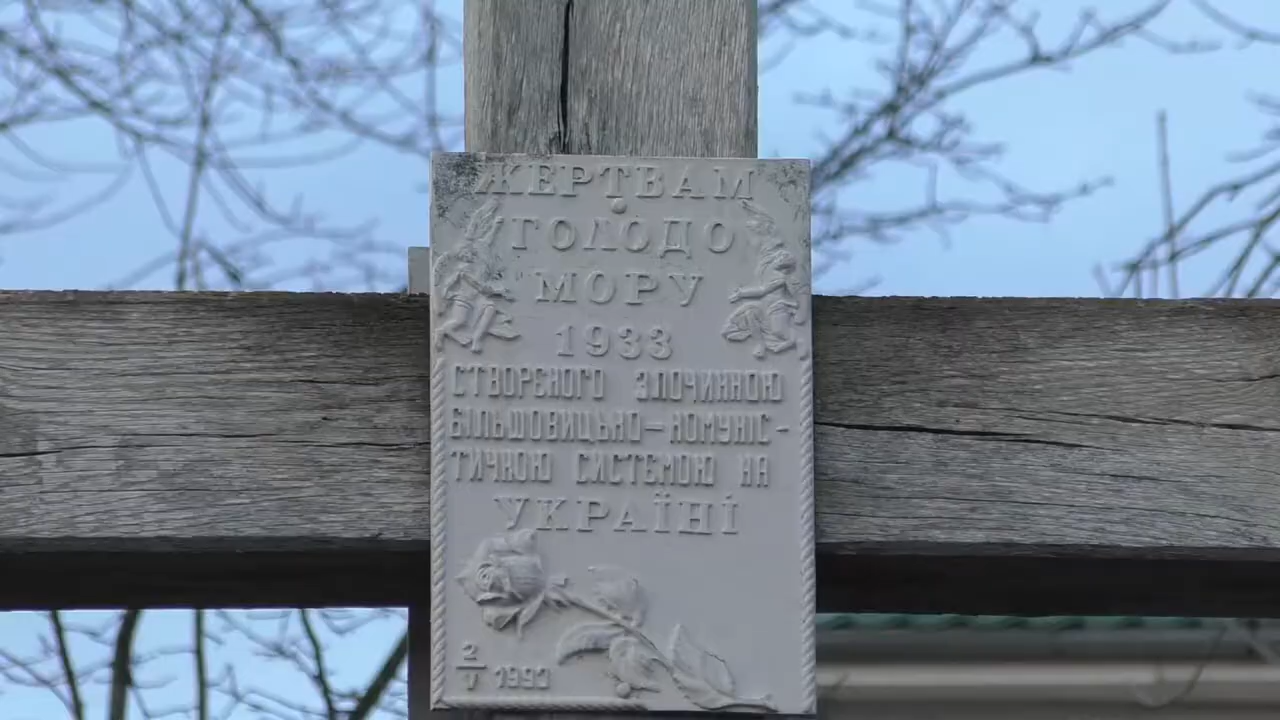 ЖЕРТВАМ
ГОЛОДО
МОРУ
1933
СТВОРЕНОГО ЗЛОЧИННОЮ
БІЛЬШОВИЦЬКО-КОМУНІС-
ТИЧНОЮ СИСТЕМОЮ НА
УКРАЇНІ
2/V 1993